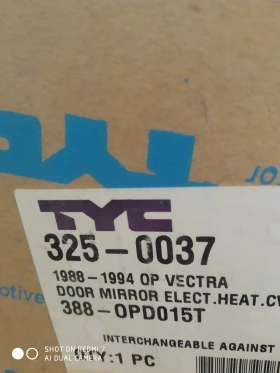 TYC
325-0037
1988-1994 OP VECTRA
DOOR MIRROR ELECT.HEAT.
388-OPD015T
INTERCHANGEABLE AGAINST
:1 PC
SHOT ON REDMI 7
AI DUAL CAMERA